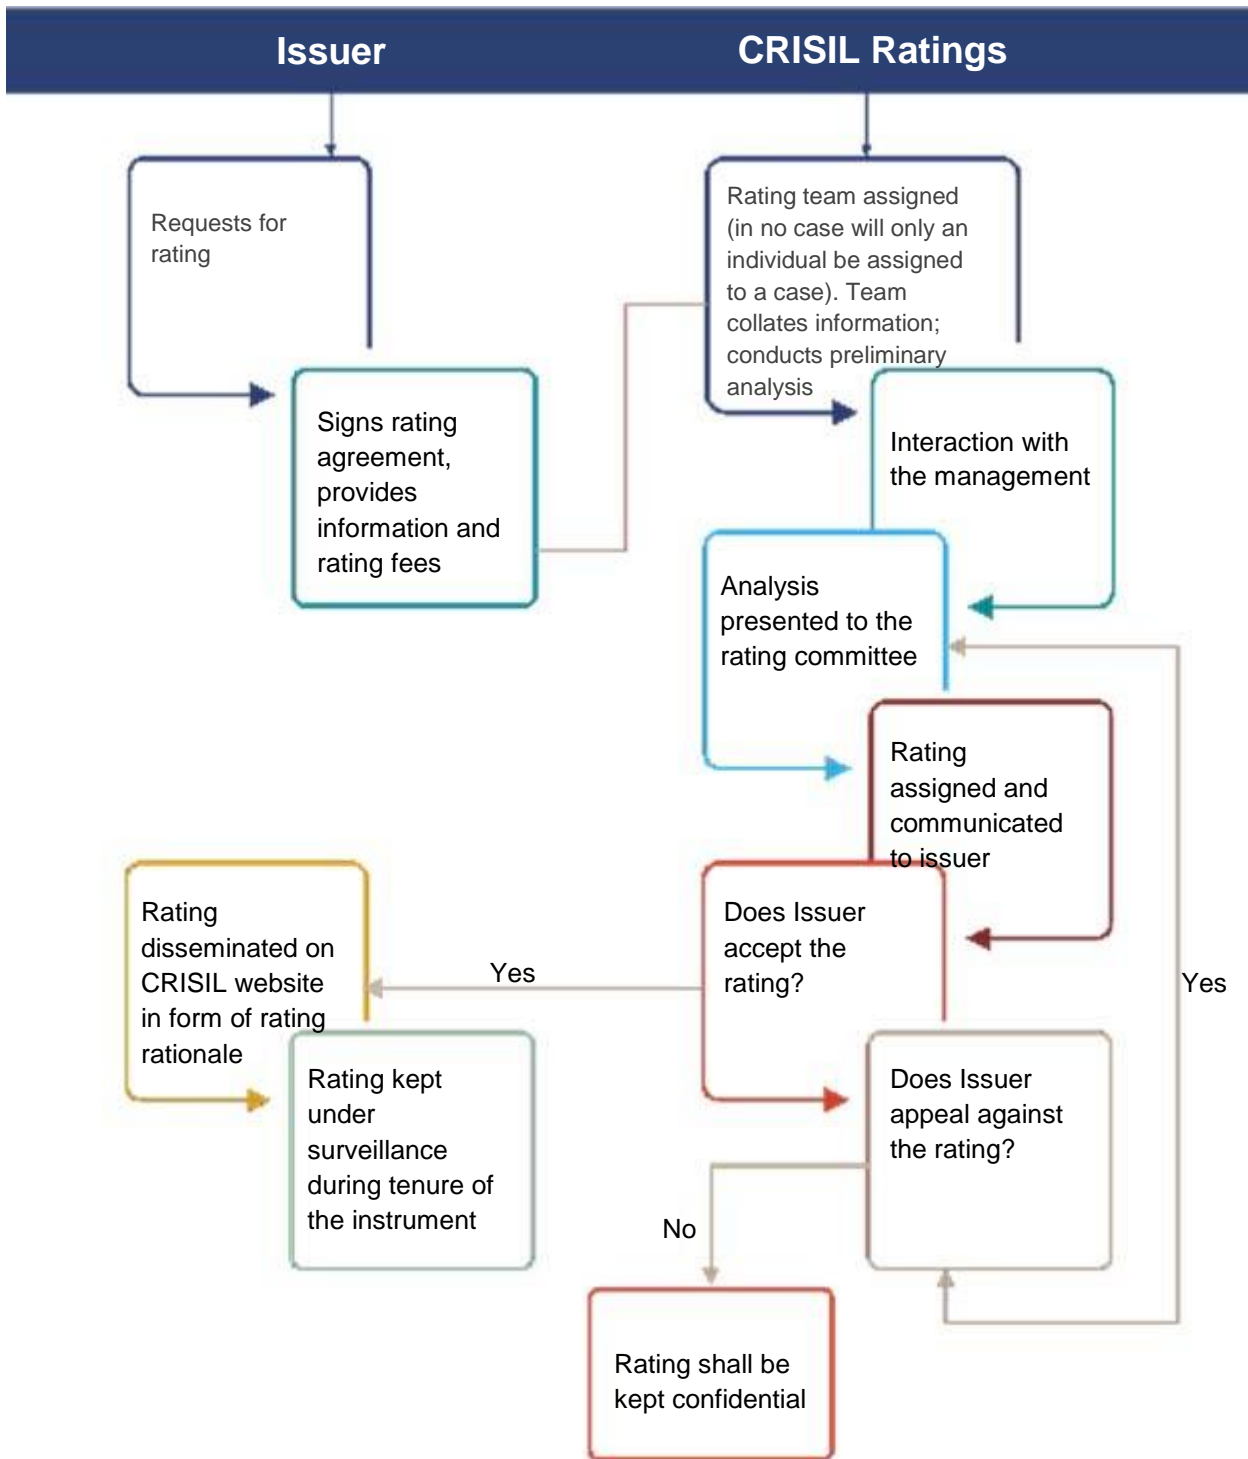 Issuer
CRISIL Ratings
Requests for
rating
Signs rating
agreement,
provides
information and
rating fees
Rating team assigned
(in no case will only an
individual be assigned
to a case). Team
collates information;
conducts preliminary
analysis
Interaction with
the management
Analysis
presented to the
rating committee
Rating
assigned and
communicated
to issuer
Does Issuer
accept the
rating?
Yes
Yes
Rating
disseminated on
CRISIL website
in form of rating
rationale
Rating kept
under
surveillance
during tenure of
the instrument
Does Issuer
appeal against
the rating?
No
Rating shall be
kept confidential